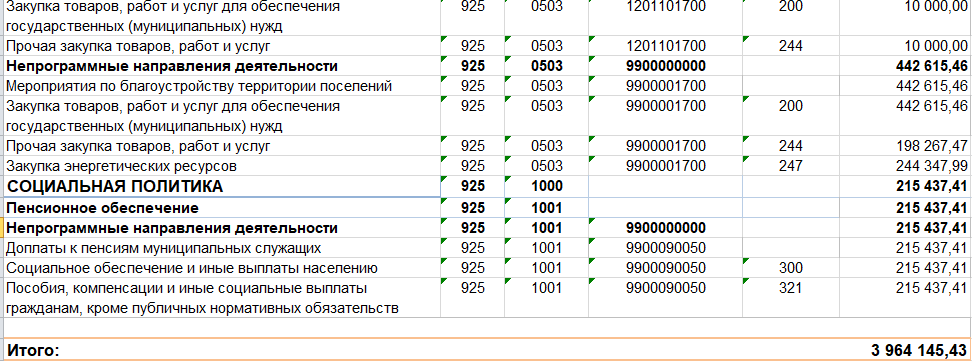 Закупка товаров, работ и услуг для обеспечения 925 0503 1201101700 200 10 000,00
государственных (муниципальных) нужд
Прочая закупка товаров, работ и услуг 925 0503 1201101700 244 10 000,00
Непрограммные направления деятельности 925 0503 9900000000 442 615,46
Мероприятия по благоустройству территории поселений 925 0503 9900001700 442 615,46
Закупка товаров, работ и услуг для обеспечения 925 0503 9900001700 200 442 615,46
государственных (муниципальных) нужд
Прочая закупка товаров, работ и услуг 925 0503 9900001700 244 198 267,47
Закупка энергетических ресурсов 925 0503 9900001700 247 244 347,99
СОЦИАЛЬНАЯ ПОЛИТИКА 925 1000 215 437,41
Пенсионное обеспечение 925 1001 215 437,41
Непрограммные направления деятельности 925 1001 9900000000 215 437,41
Доплаты к пенсиям муниципальных служащих 925 1001 9900090050 215 437,41
Социальное обеспечение и иные выплаты населению 925 1001 9900090050 300 215 437,41
Пособия, компенсации и иные социальные выплаты 925 1001 9900090050 321 215 437,41
гражданам, кроме публичных нормативных обязательств
Итого: 3 964 145,43